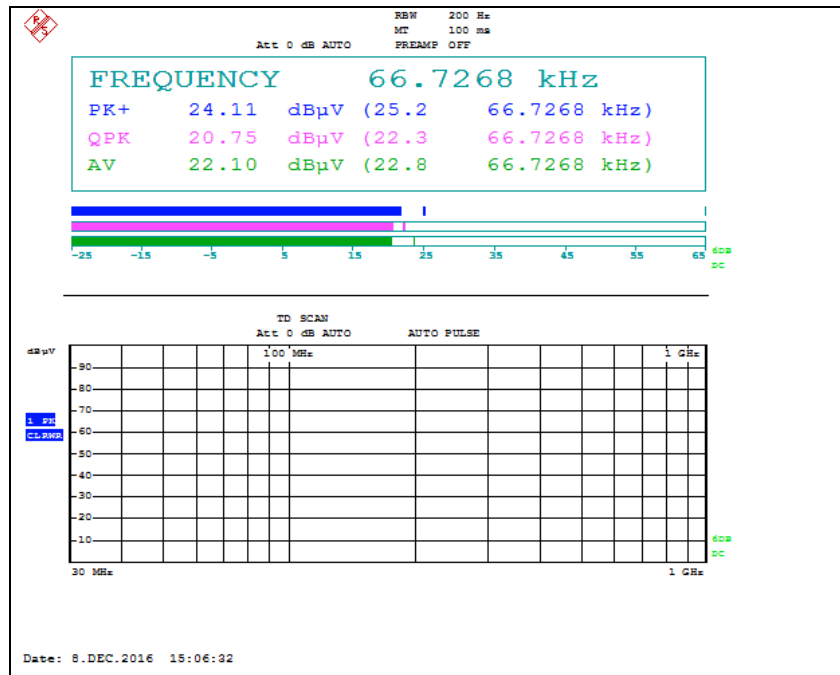 RBW 200 Hz
MT 100 ms
Att 0 dB AUTO PREAMP OFF
FREQUENCY 66.7268 kHz
PK+ 24.11 dBµV (25.2 66.7268 kHz)
QPK 20.75 dBµV (22.3 66.7268 kHz)
AV 22.10 dBµV (22.8 66.7268 kHz)
-25 -15 -5 5 15 25 35 45 55 65
6DB
DC
TD SCAN
Att 0 dB AUTO AUTO PULSE
dBµV
100 MHz 1 GHz
90
80
70
1 PK
CLRWR
60
50
40
30
20
10
6DB
DC
30 MHz 1 GHz
Date: 8.DEC.2016 15:06:32